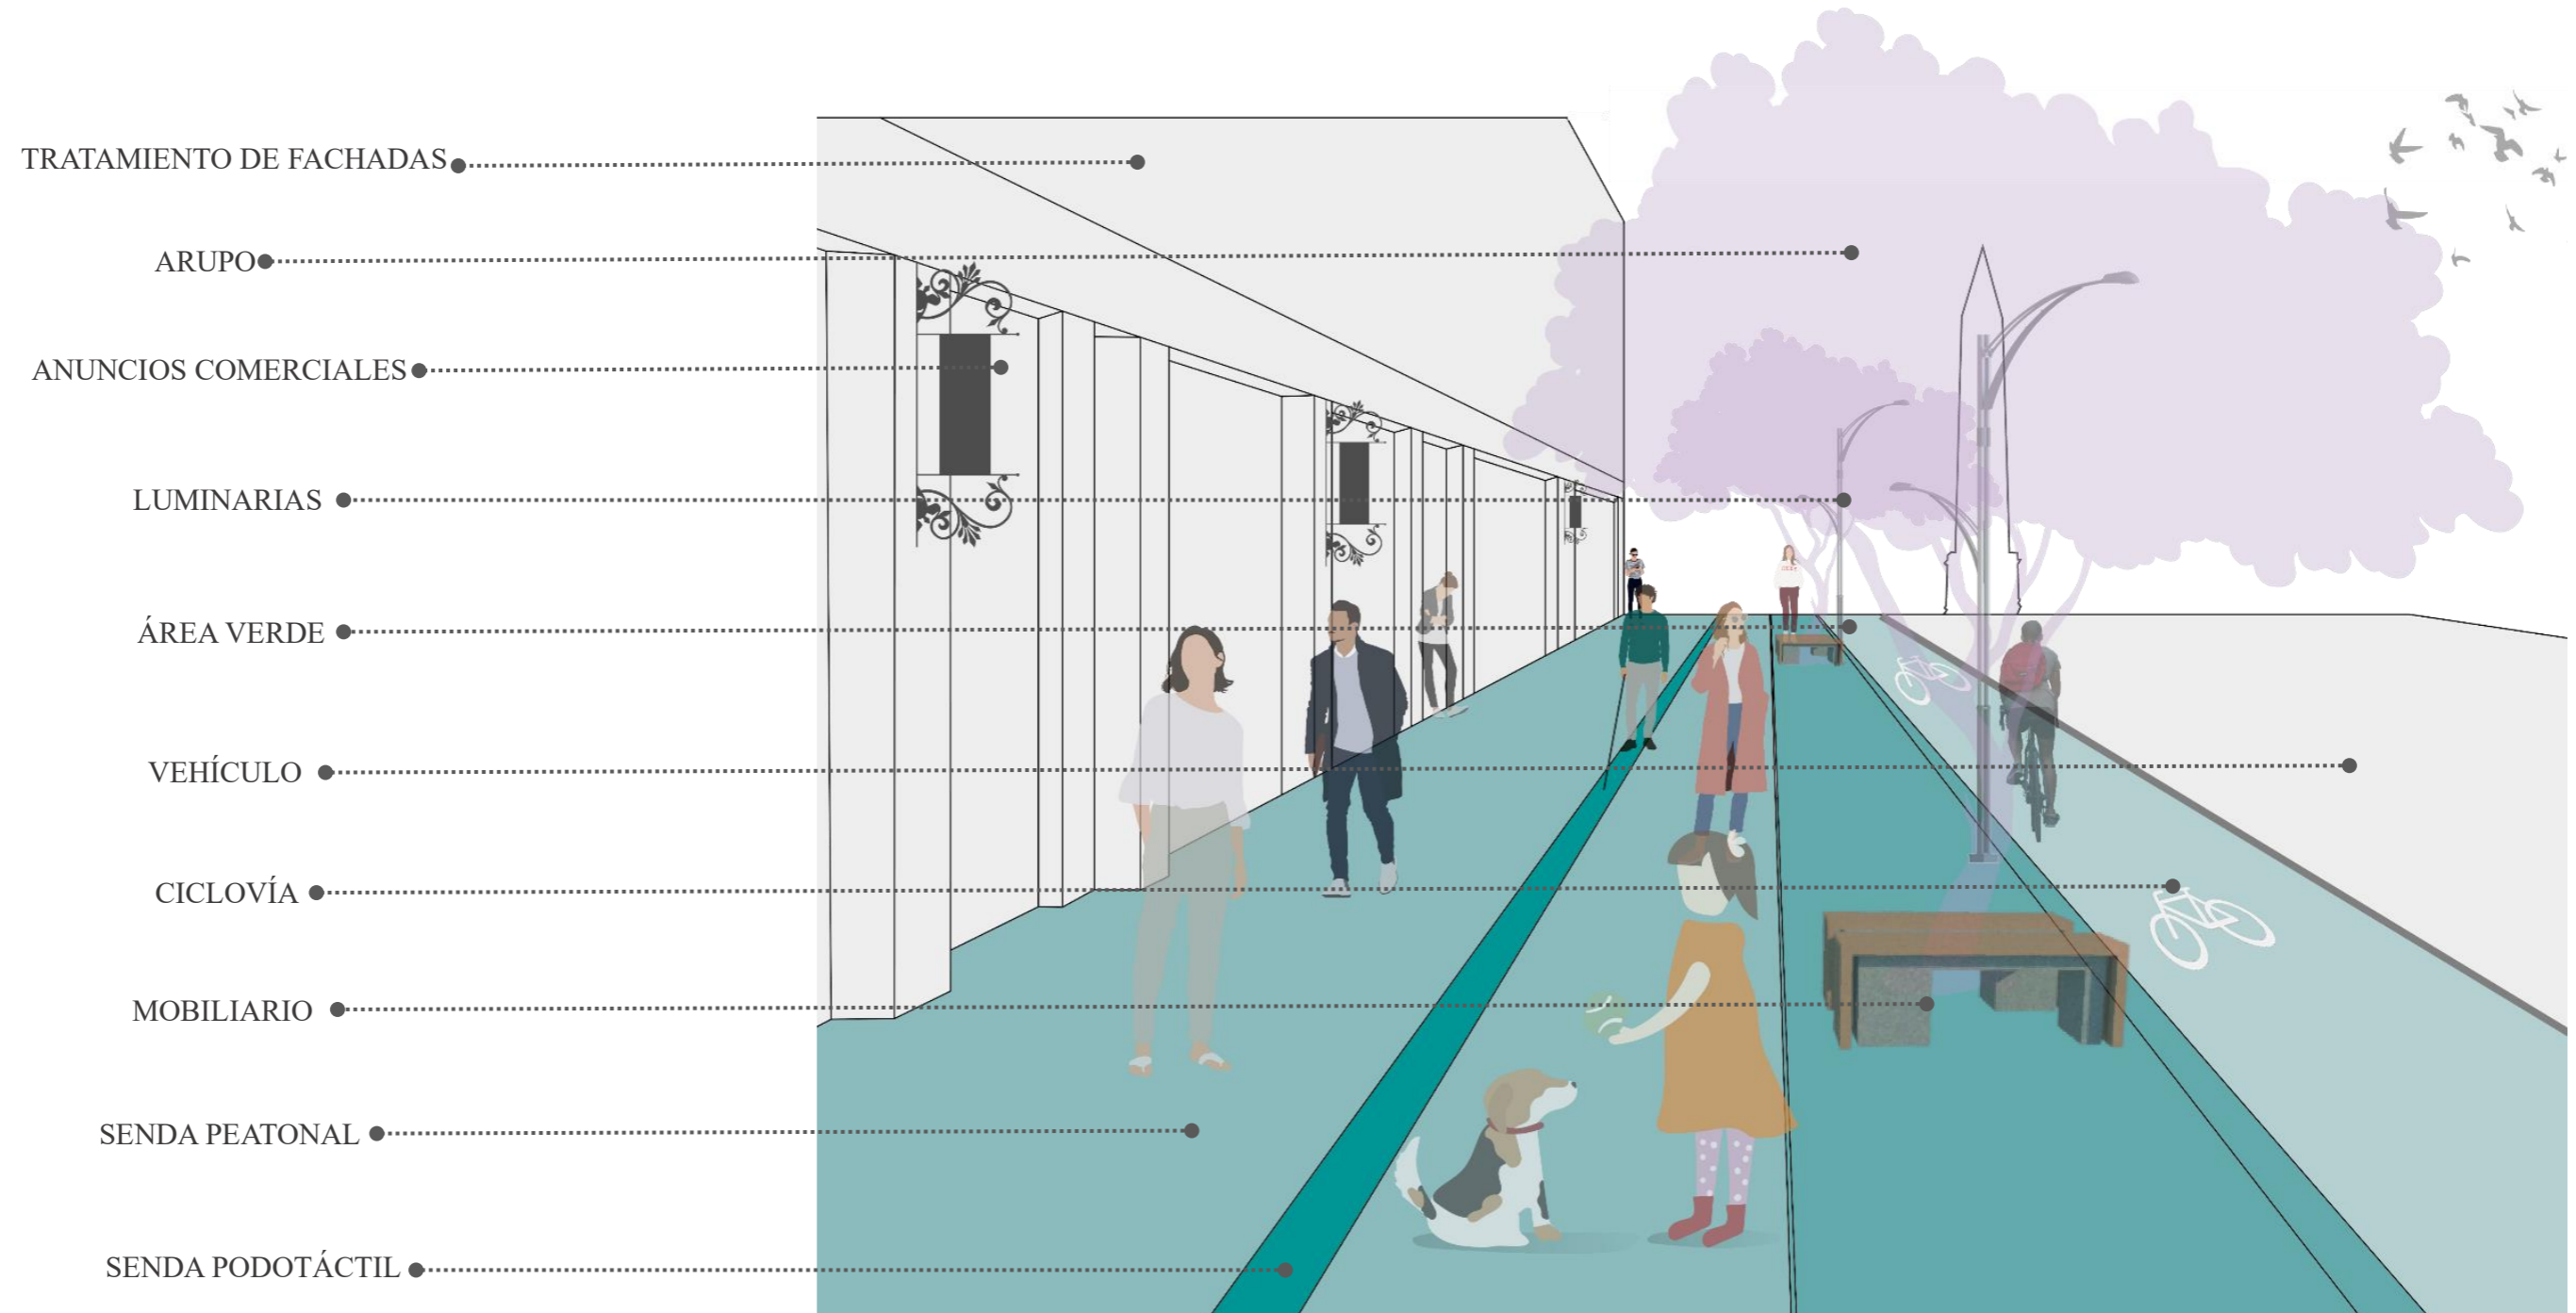 TRATAMIENTO DE FACHADAS
ARUPO
ANUNCIOS COMERCIALES
LUMINARIAS
ÁREA VERDE
VEHÍCULO
CICLOVÍA
MOBILIARIO
SENDA PEATONAL
SENDA PODOTÁCTIL